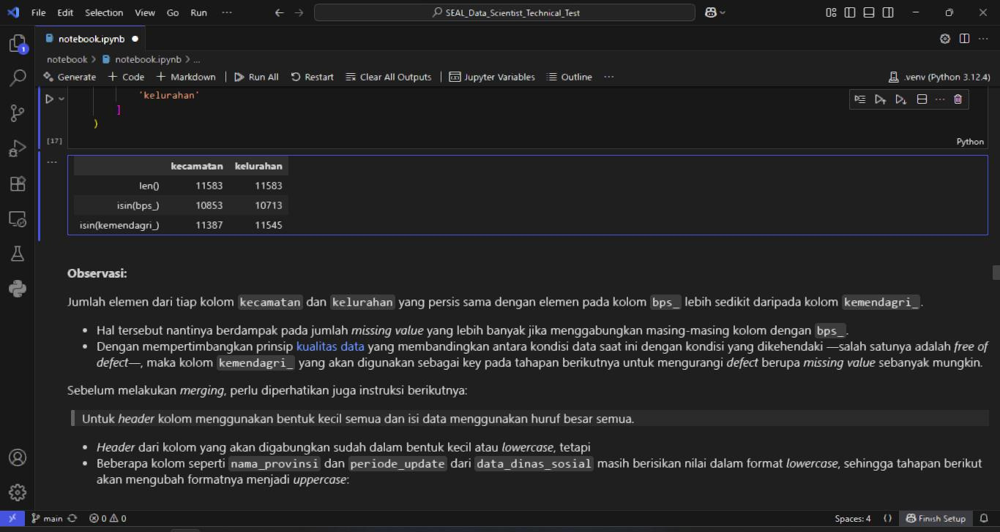 File Edit Selection View Go Run ··· SEAL_Data_Scientist_Technical_Test
notebook.ipynb
1
notebook > notebook.ipynb > ...
Generate + Code + Markdown Run All Restart Clear All Outputs Jupyter Variables Outline ··· .venv (Python 3.12.4)
'kelurahan'
]
)
[17]
Python
kecamatan kelurahan
len() 11583 11583
isin(bps_) 10853 10713
isin(kemendagri_) 11387 11545
Observasi:
Jumlah elemen dari tiap kolom kecamatan dan kelurahan yang persis sama dengan elemen pada kolom bps_ lebih sedikit daripada kolom kemendagri_.
• Hal tersebut nantinya berdampak pada jumlah missing value yang lebih banyak jika menggabungkan masing-masing kolom dengan bps_.
• Dengan mempertimbangkan prinsip kualitas data yang membandingkan antara kondisi data saat ini dengan kondisi yang dikehendaki —salah satunya adalah free of
defect—, maka kolom kemendagri_ yang akan digunakan sebagai key pada tahapan berikutnya untuk mengurangi defect berupa missing value sebanyak mungkin.
Sebelum melakukan merging, perlu diperhatikan juga instruksi berikutnya:
Untuk header kolom menggunakan bentuk kecil semua dan isi data menggunakan huruf besar semua.
• Header dari kolom yang akan digabungkan sudah dalam bentuk kecil atau lowercase, tetapi
• Beberapa kolom seperti nama_provinsi dan periode_update dari data_dinas_sosial masih berisikan nilai dalam format lowercase, sehingga tahapan berikut
akan mengubah formatnya menjadi uppercase:
main 0 0 Spaces: 4 {} Finish Setup